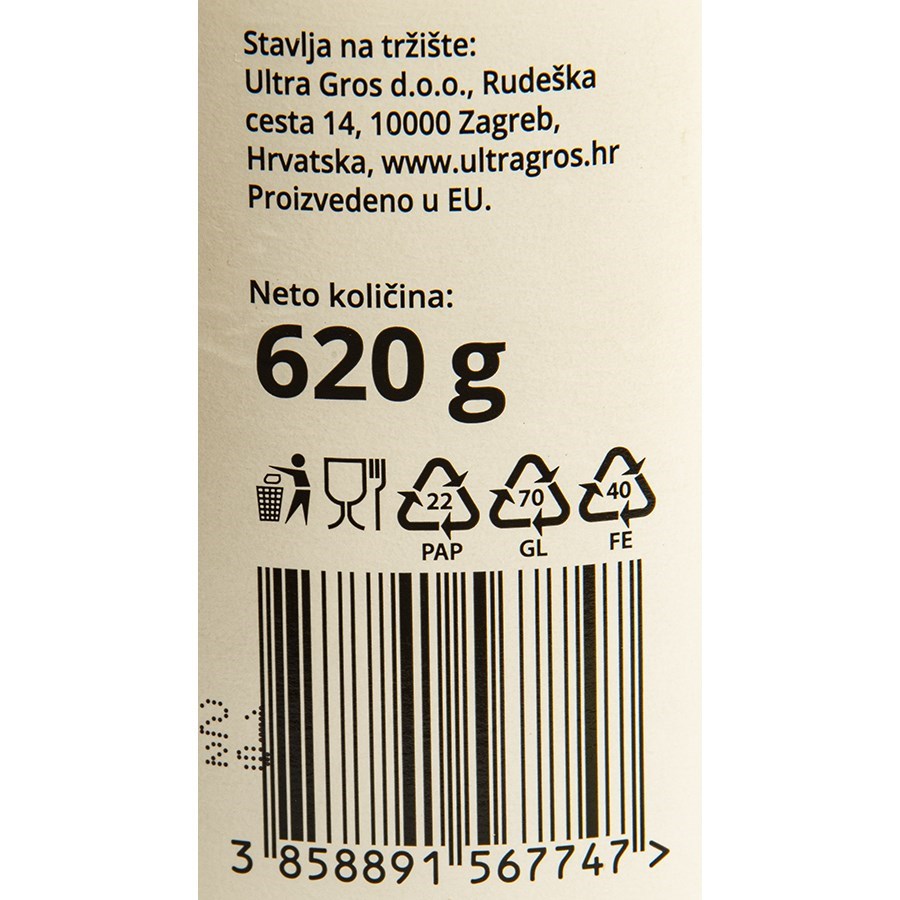 Stavlja na tržište:
Ultra Gros d.o.o., Rudeška
cesta 14, 10000 Zagreb,
Hrvatska, www.ultragros.hr
Proizvedeno u EU.
Neto količina:
620 g
22 70 40
PAP GL FE
3 858891 567747 >